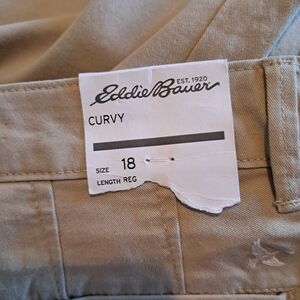 Eddie Bauer
EST. 1920
CURVY
SIZE 18
LENGTH REG